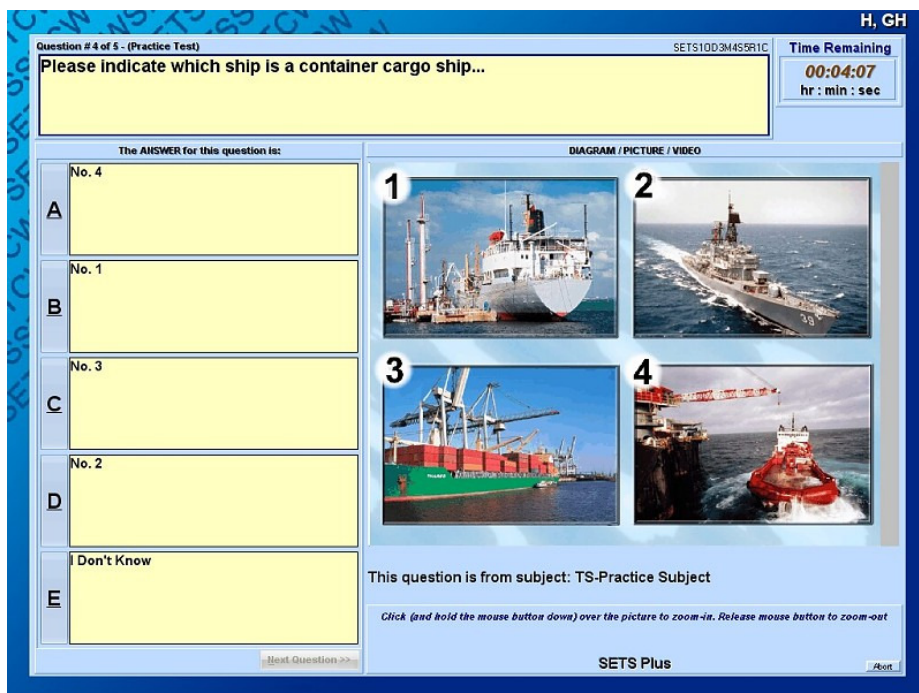 H, GH
Question # 4 of 5 - (Practice Test)
SETS10D3M4S5R1C
Please indicate which ship is a container cargo ship...
Time Remaining
00:04:07
hr : min : sec
The ANSWER for this question is:
A
No. 4
B
No. 1
C
No. 3
D
No. 2
E
I Don't Know
Next Question >>
DIAGRAM / PICTURE / VIDEO
1
2
39
3
4
This question is from subject: TS-Practice Subject
Click (and hold the mouse button down) over the picture to zoom-in. Release mouse button to zoom-out
SETS Plus
Abort